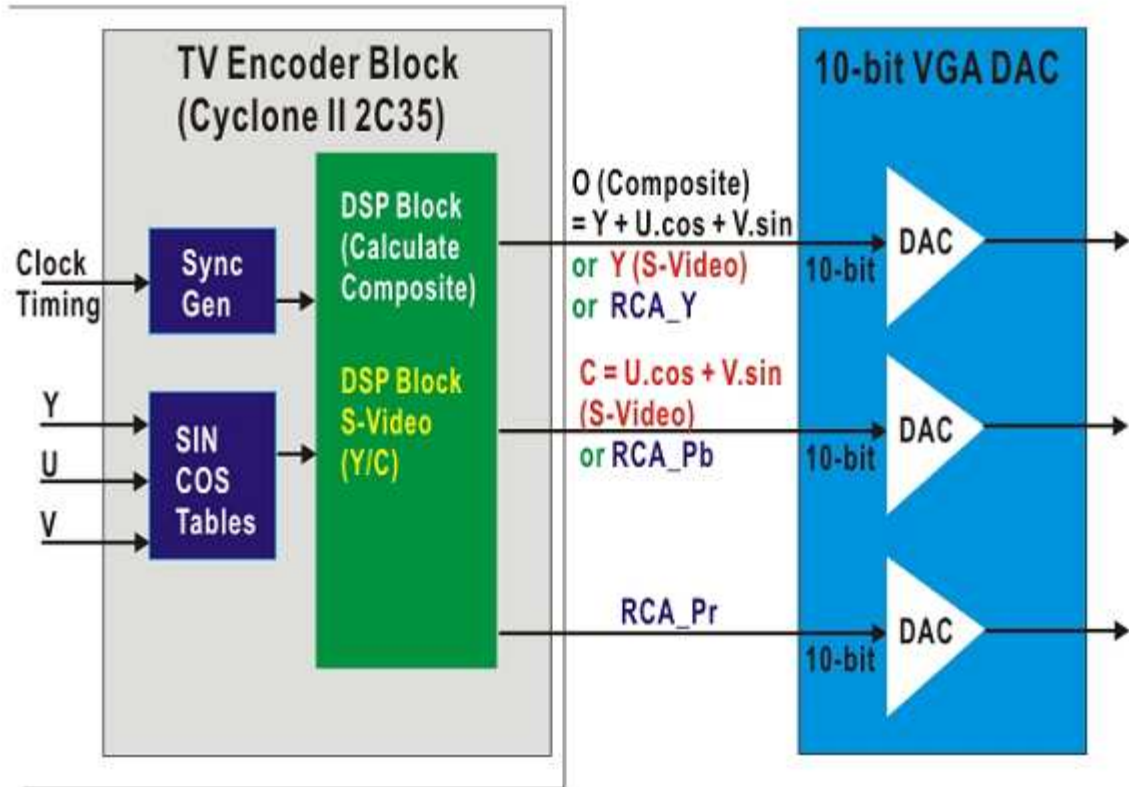 TV Encoder Block
(Cyclone II 2C35)
10-bit VGA DAC
Clock
Timing
Sync
Gen
Y
U
V
SIN
COS
Tables
DSP Block
(Calculate
Composite)
DSP Block
S-Video
(Y/C)
O (Composite)
= Y + U.cos + V.sin
or Y (S-Video)
or RCA_Y
10-bit
DAC
C = U.cos + V.sin
(S-Video)
or RCA_Pb
10-bit
DAC
RCA_Pr
10-bit
DAC